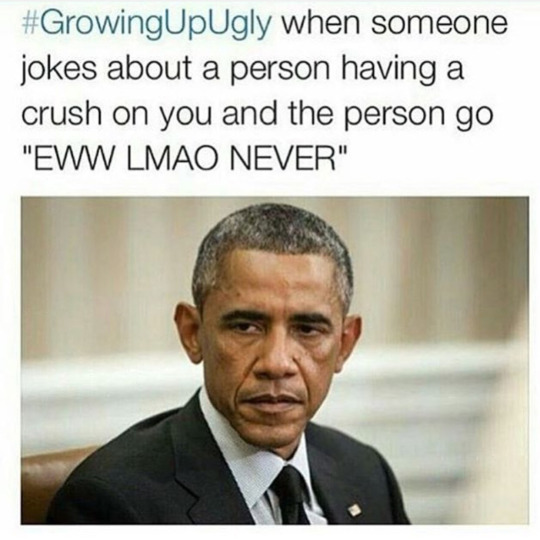 #GrowingUpUgly when someone
jokes about a person having a
crush on you and the person go
"EWW LMAO NEVER"